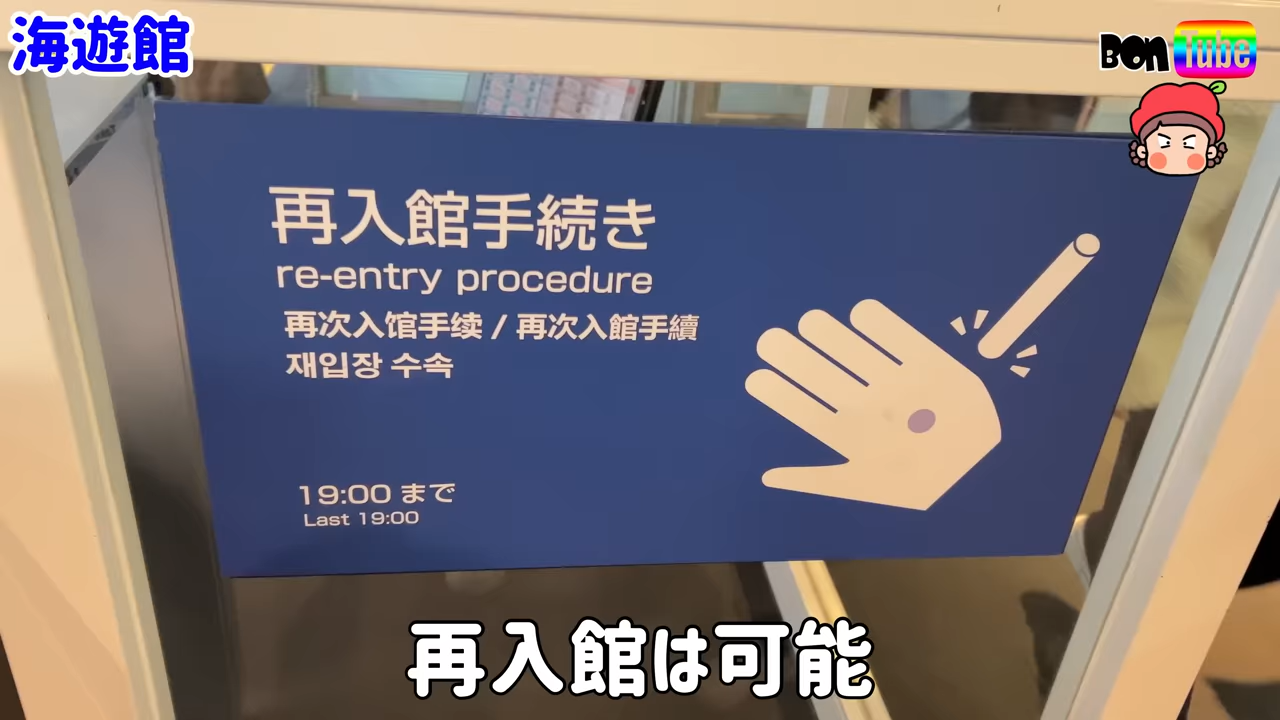 海遊館
BON Tube
再入館手続き
re-entry procedure
再次入馆手续 / 再次入館手續
재입장 수속
19:00 まで
Last 19:00
再入館は可能